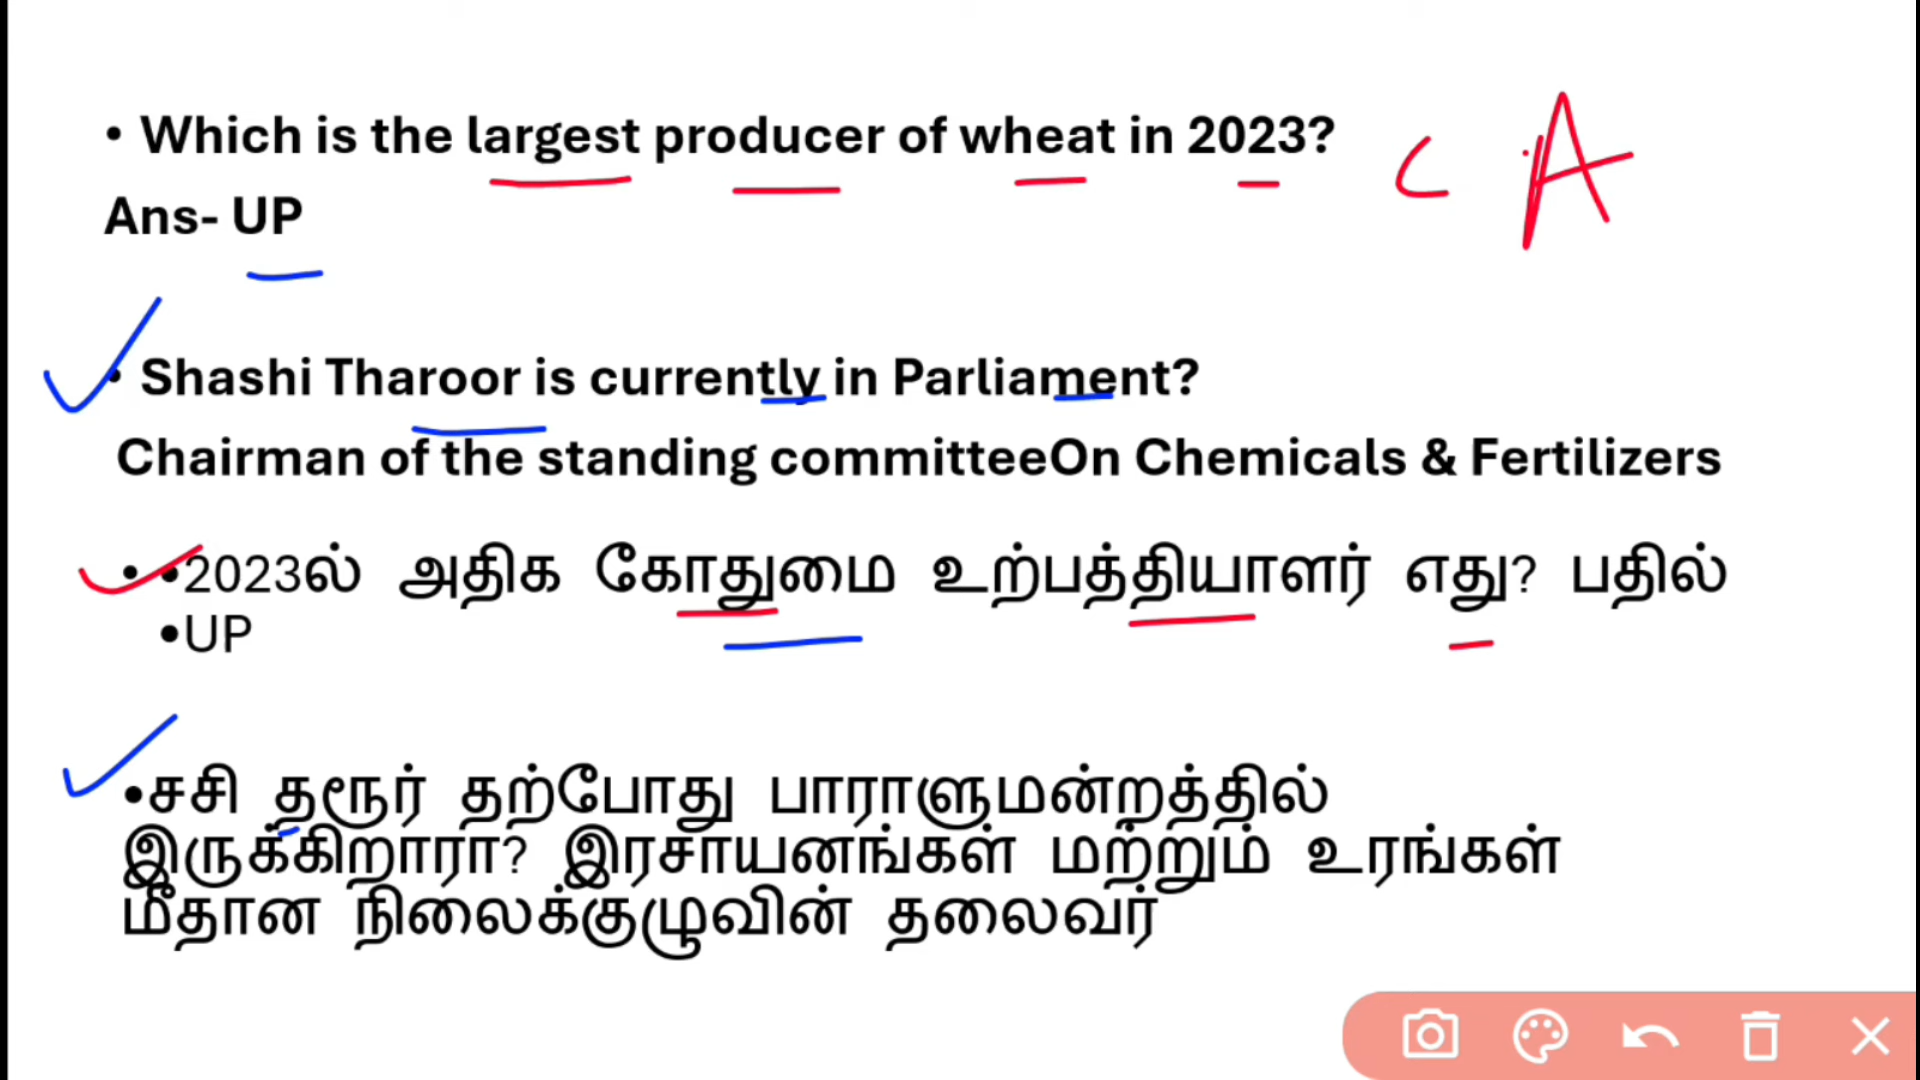 • Which is the largest producer of wheat in 2023?
C A
Ans- UP
• Shashi Tharoor is currently in Parliament?
Chairman of the standing committeeOn Chemicals & Fertilizers
• •2023ல் அதிக கோதுமை உற்பத்தியாளர் எது? பதில்
•UP
•சசி தரூர் தற்போது பாராளுமன்றத்தில்
இருக்கிறாரா? இரசாயனங்கள் மற்றும் உரங்கள்
மீதான நிலைக்குழுவின் தலைவர்